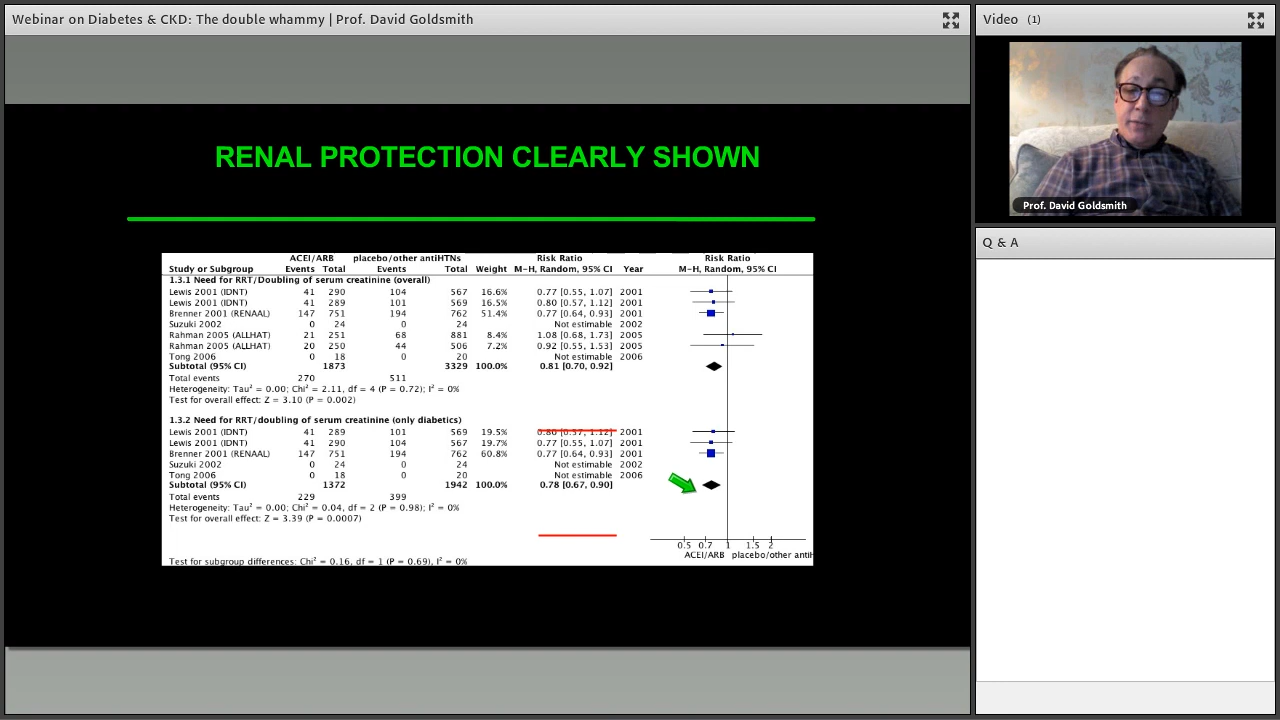 Webinar on Diabetes & CKD: The double whammy | Prof. David Goldsmith
RENAL PROTECTION CLEARLY SHOWN
ACEI/ARB placebo/other antiHTNs Risk Ratio Risk Ratio
Study or Subgroup Events Total Events Total Weight M-H, Random, 95% CI Year M-H, Random, 95% CI
1.3.1 Need for RRT/Doubling of serum creatinine (overall)
Lewis 2001 (IDNT) 41 290 104 567 16.6% 0.77 [0.55, 1.07] 2001
Lewis 2001 (IDNT) 41 289 101 569 16.5% 0.80 [0.57, 1.12] 2001
Brenner 2001 (RENAAL) 147 751 194 762 51.4% 0.77 [0.64, 0.93] 2001
Suzuki 2002 0 24 0 24 Not estimable 2002
Rahman 2005 (ALLHAT) 21 251 68 881 8.4% 1.08 [0.68, 1.73] 2005
Rahman 2005 (ALLHAT) 20 250 44 506 7.2% 0.92 [0.55, 1.53] 2005
Tong 2006 0 18 0 20 Not estimable 2006
Subtotal (95% CI) 1873 3329 100.0% 0.81 [0.70, 0.92]
Total events 270 511
Heterogeneity: Tau² = 0.00; Chi² = 2.11, df = 4 (P = 0.72); I² = 0%
Test for overall effect: Z = 3.10 (P = 0.002)
1.3.2 Need for RRT/doubling of serum creatinine (only diabetics)
Lewis 2001 (IDNT) 41 289 101 569 19.5% 0.80 [0.57, 1.12] 2001
Lewis 2001 (IDNT) 41 290 104 567 19.7% 0.77 [0.55, 1.07] 2001
Brenner 2001 (RENAAL) 147 751 194 762 60.8% 0.77 [0.64, 0.93] 2001
Suzuki 2002 0 24 0 24 Not estimable 2002
Tong 2006 0 18 0 20 Not estimable 2006
Subtotal (95% CI) 1372 1942 100.0% 0.78 [0.67, 0.90]
Total events 229 399
Heterogeneity: Tau² = 0.00; Chi² = 0.04, df = 2 (P = 0.98); I² = 0%
Test for overall effect: Z = 3.39 (P = 0.0007)
0.5 0.7 1 1.5 2
ACEI/ARB placebo/other antiH
Test for subgroup differences: Chi² = 0.16, df = 1 (P = 0.69), I² = 0%
Video (1)
Prof. David Goldsmith
Q & A